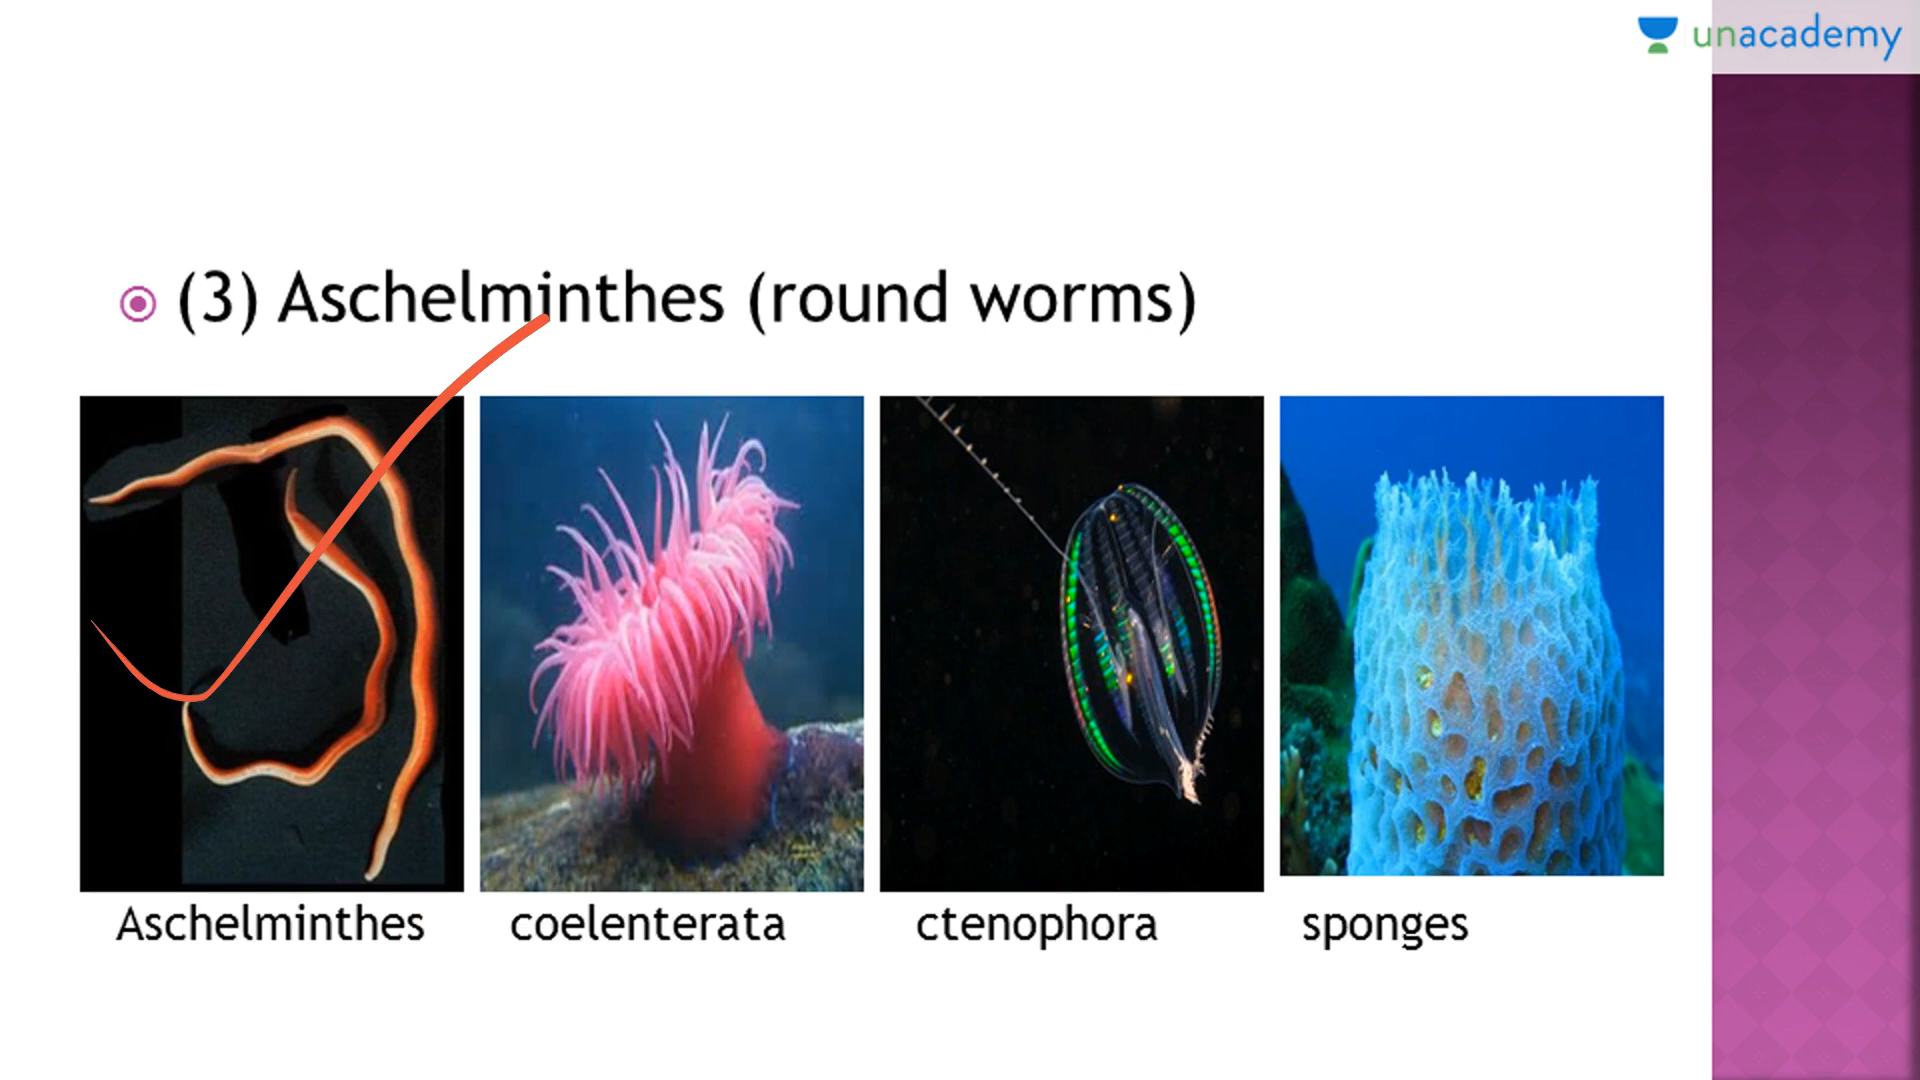 unacademy
(3) Aschelminthes (round worms)
Aschelminthes
coelenterata
ctenophora
sponges